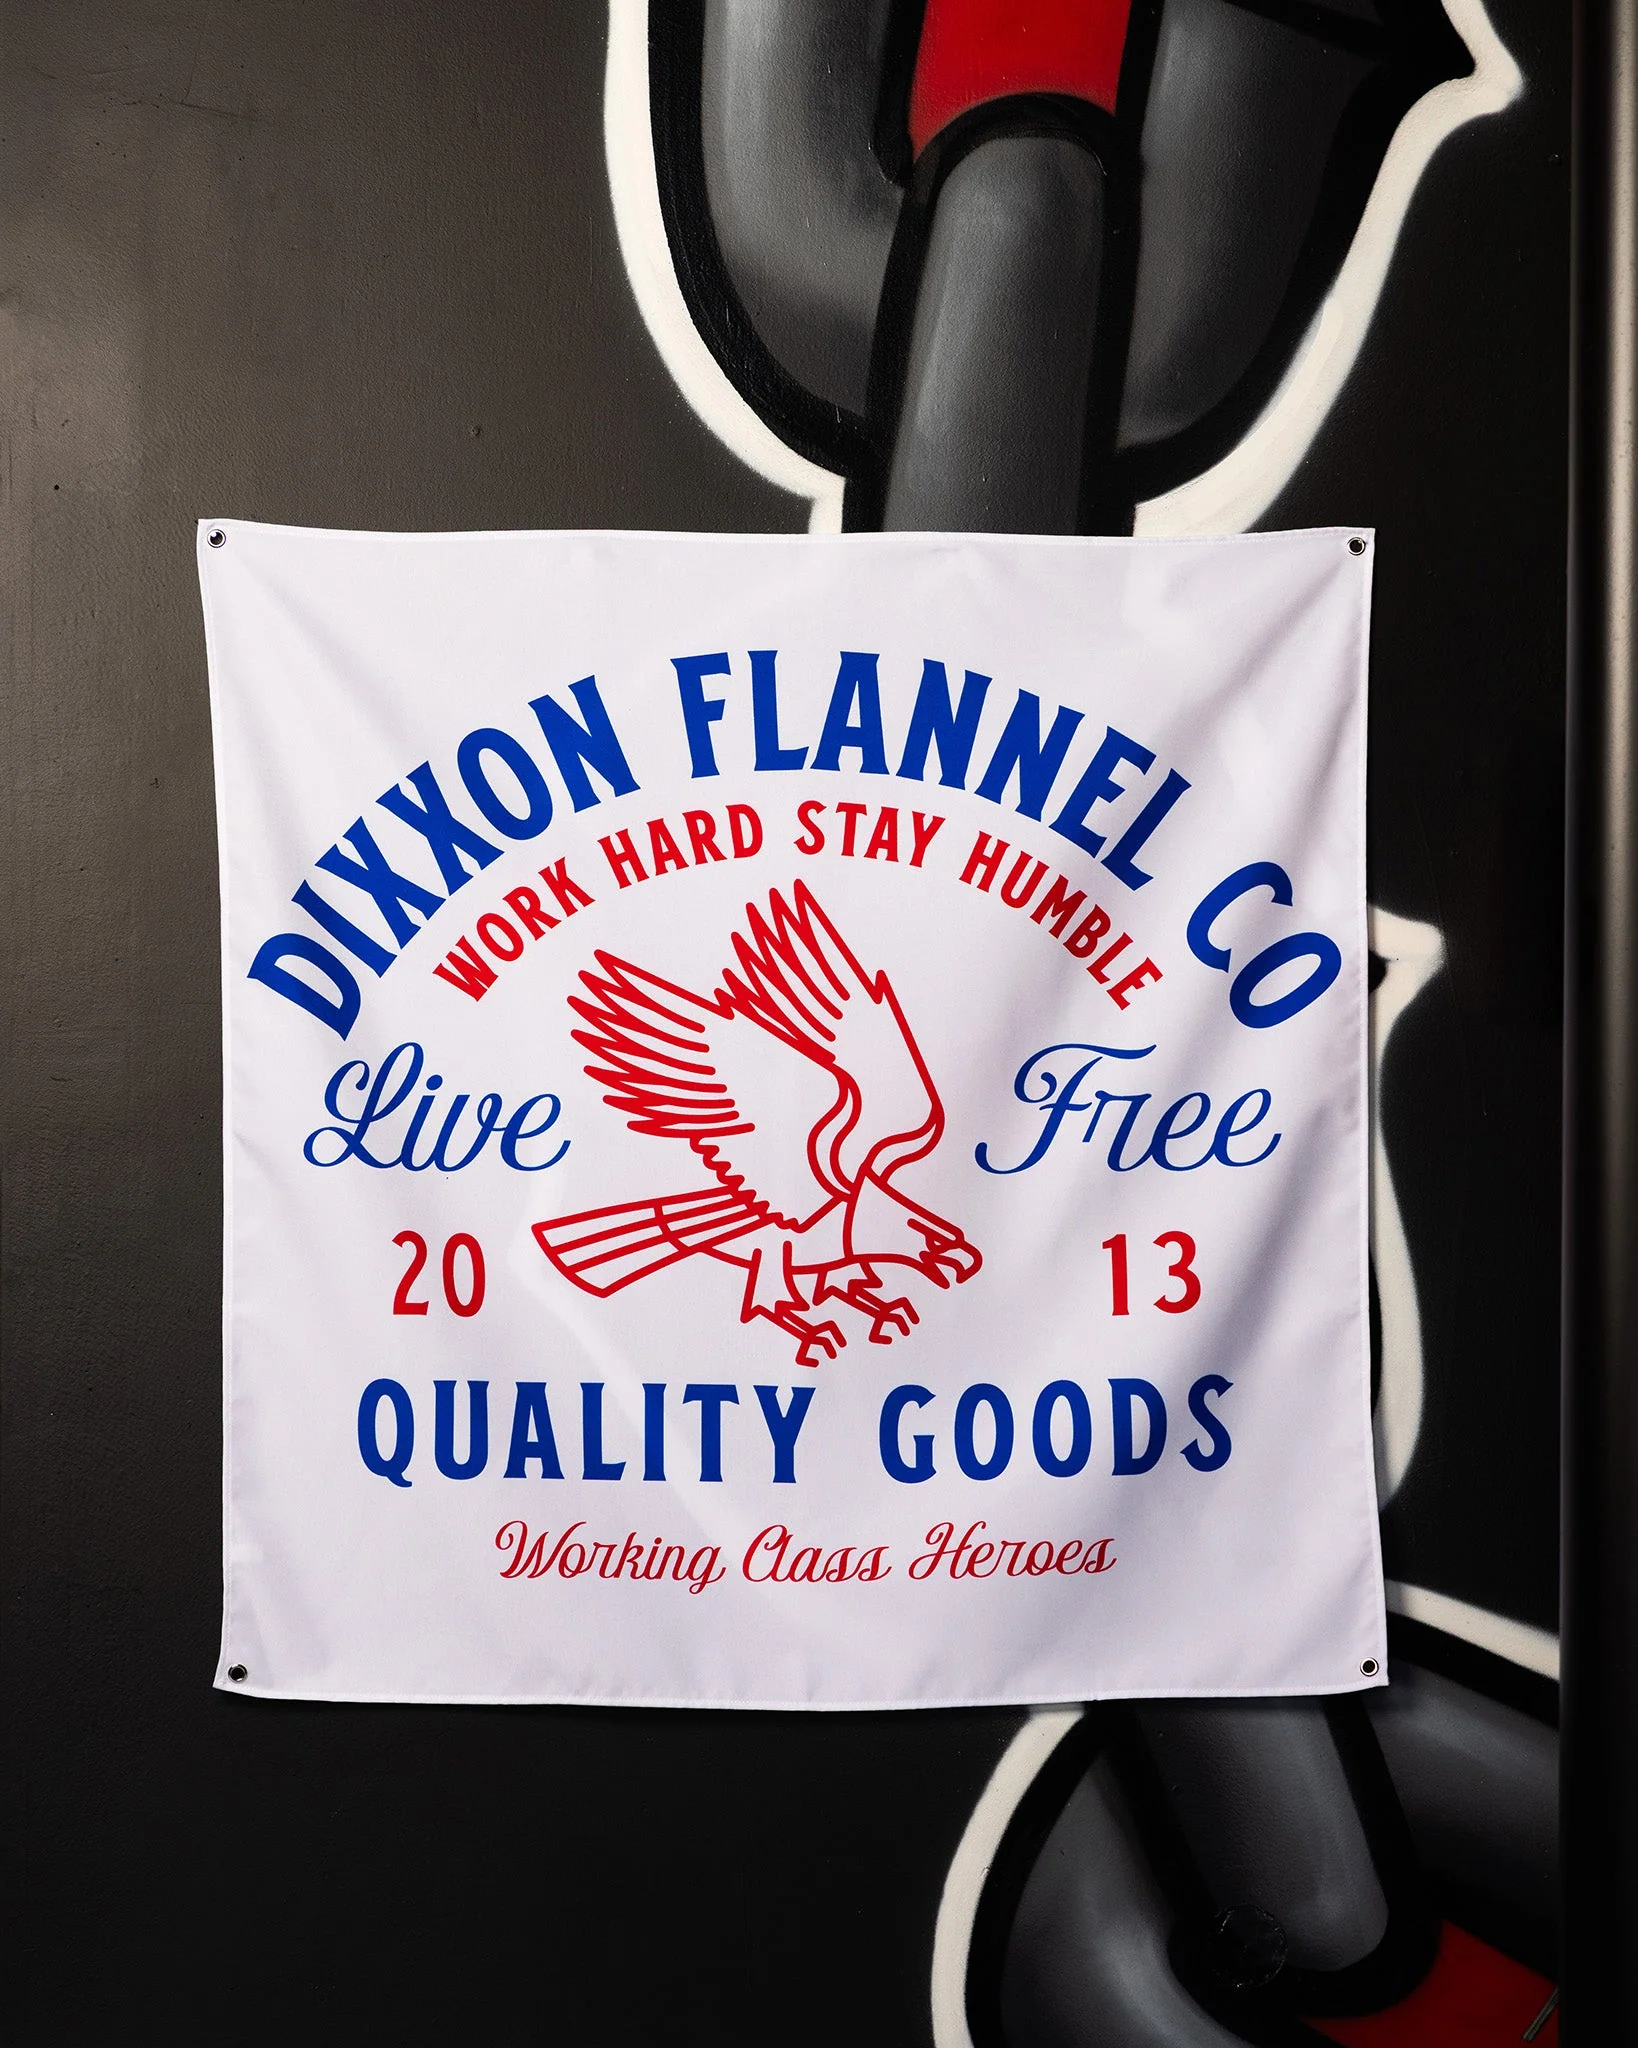 DIXXON FLANNEL CO
WORK HARD STAY HUMBLE
Live Free
20 13
QUALITY GOODS
Working Class Heroes